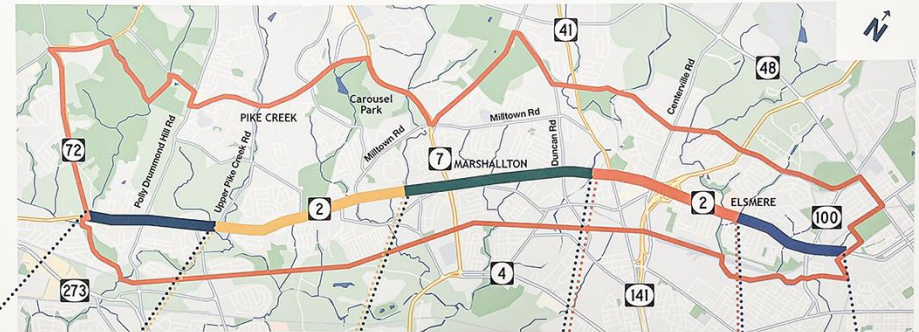 N
41
48
Centerville Rd
Carousel
Park
PIKE CREEK
Milltown Rd
Milltown Rd
Duncan Rd
Polly Drummond Hill Rd
Upper Pike Creek Rd
72
7
MARSHALLTON
2
2
ELSMERE
100
273
4
141